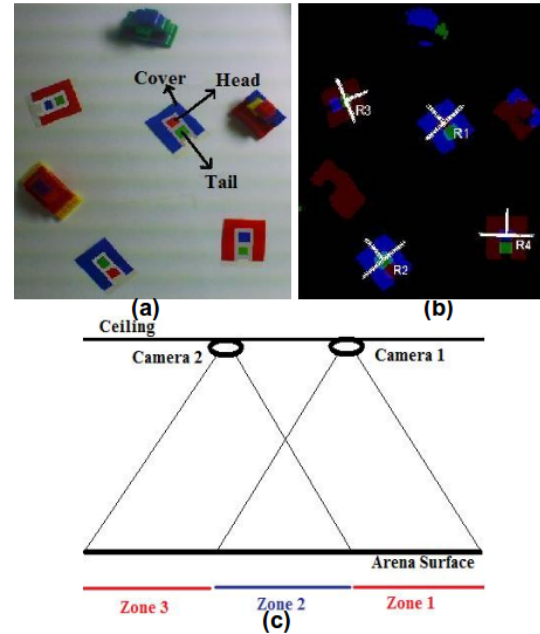 Cover
Head
Tail
(a)
R3
R1
R4
R2
(b)
Ceiling
Camera 2
Camera 1
Arena Surface
Zone 3
Zone 2
Zone 1
(c)